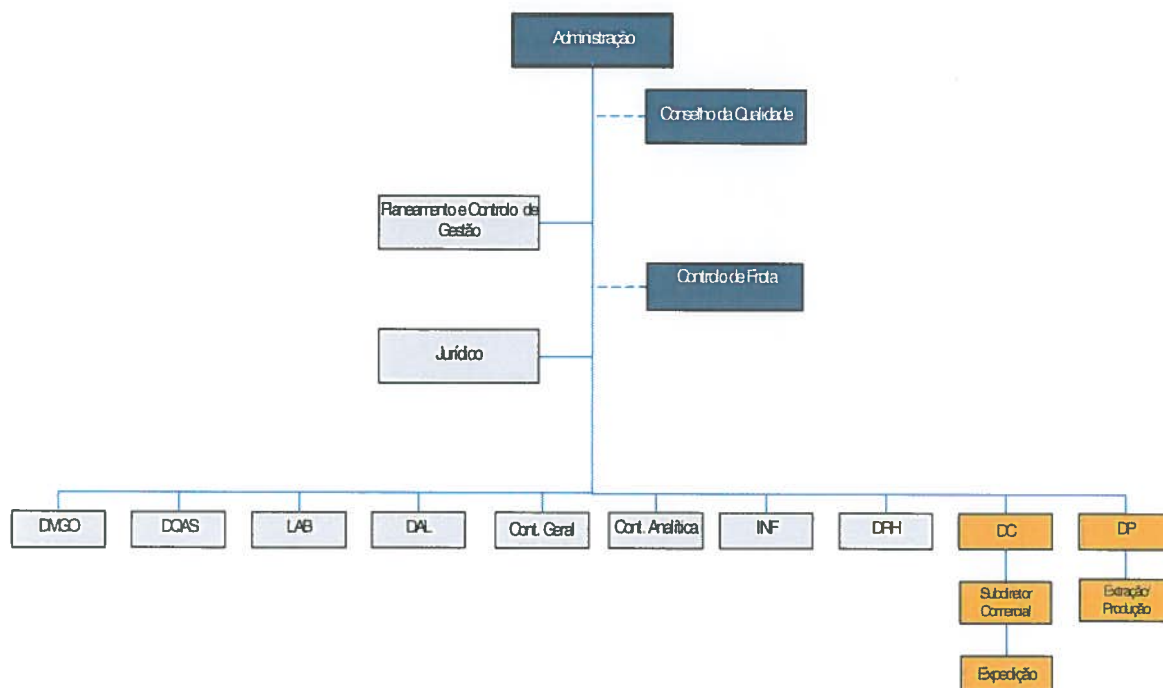 Administração
Conselho da Qualidade
Planeamento e Controlo de
Gestão
Controlo de Frota
Jurídico
DMGO
DQAS
LAB
DAL
Cont. Geral
Cont. Analítica
INF
DRH
DC
DP
Subdiretor
Comercial
Extração/
Produção
Expedição